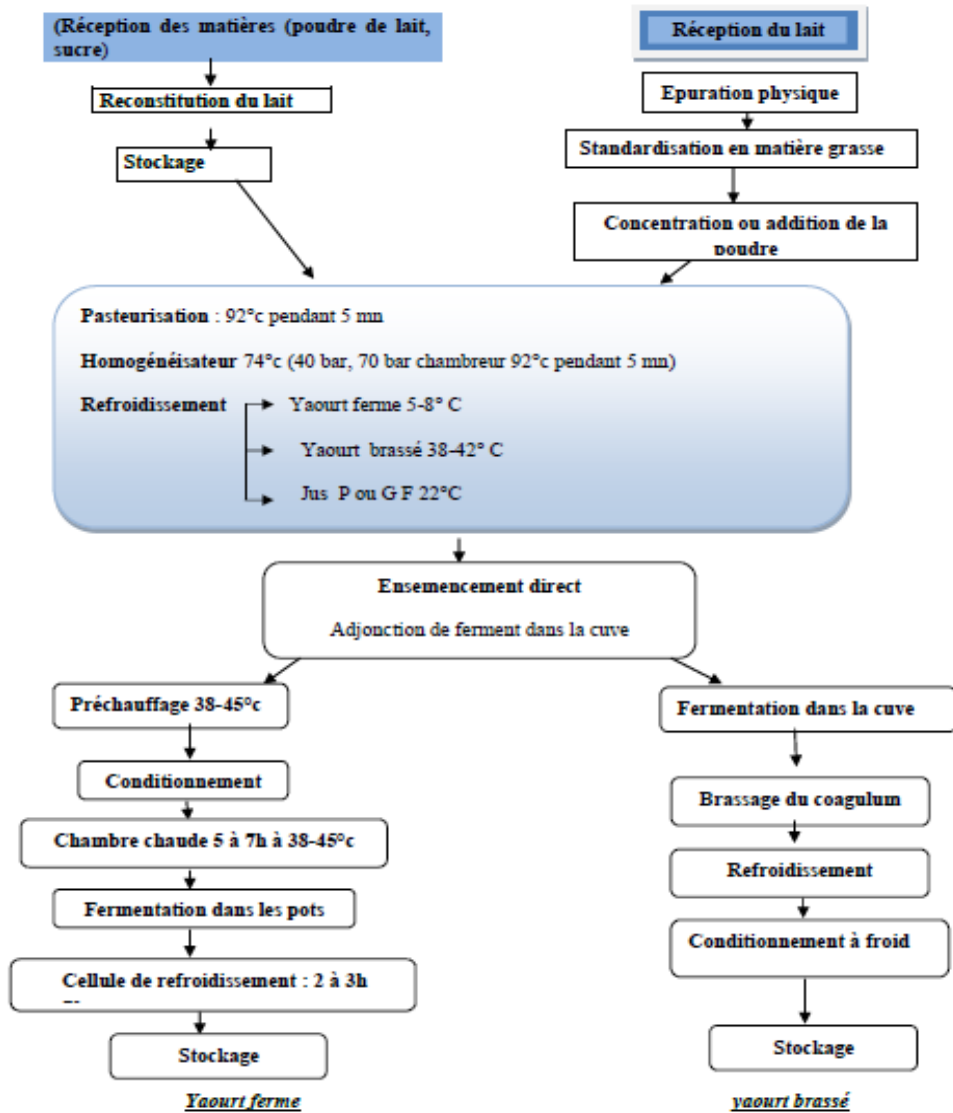 (Réception des matières (poudre de lait,
sucre)
Reconstitution du lait
Stockage
Réception du lait
Epuration physique
Standardisation en matière grasse
Concentration ou addition de la
poudre
Pasteurisation : 92°c pendant 5 mn
Homogénéisateur 74°c (40 bar, 70 bar chambreur 92°c pendant 5 mn)
Refroidissement
Yaourt ferme 5-8° C
Yaourt brassé 38-42° C
Jus P ou G F 22°C
Ensemencement direct
Adjonction de ferment dans la cuve
Préchauffage 38-45°c
Conditionnement
Chambre chaude 5 à 7h à 38-45°c
Fermentation dans les pots
Cellule de refroidissement : 2 à 3h
Stockage
Yaourt ferme
Fermentation dans la cuve
Brassage du coagulum
Refroidissement
Conditionnement à froid
Stockage
yaourt brassé